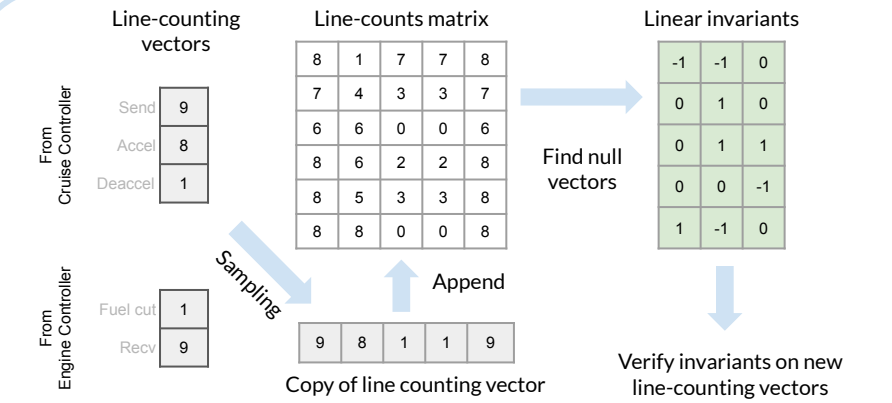 Line-counting
vectors
Line-counts matrix
Linear invariants
From
Cruise Controller
Send 9
Accel 8
Deaccel 1
8 1 7 7 8
7 4 3 3 7
6 6 0 0 6
8 6 2 2 8
8 5 3 3 8
8 8 0 0 8
Find null
vectors
-1 -1 0
0 1 0
0 1 1
0 0 -1
1 -1 0
Sampling
Append
From
Engine Controller
Fuel cut 1
Recv 9
9 8 1 1 9
Copy of line counting vector
Verify invariants on new
line-counting vectors